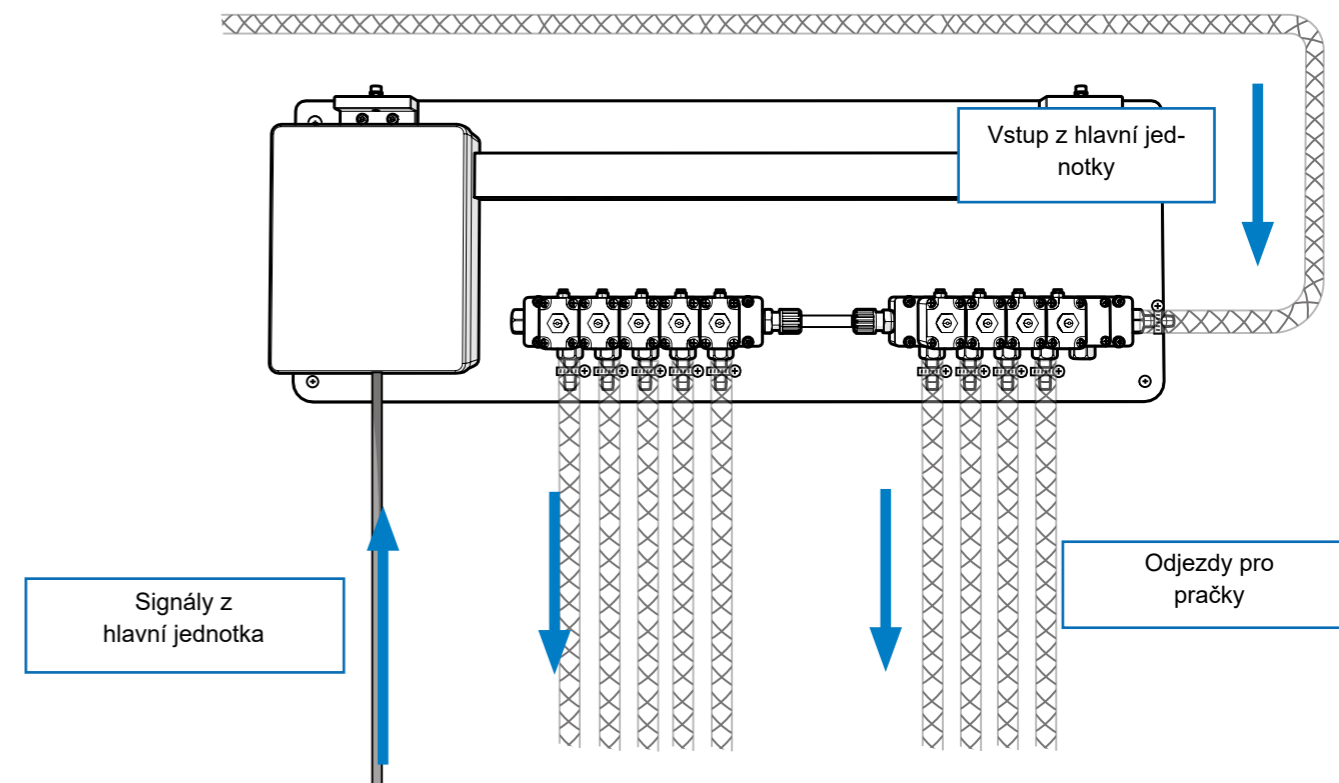 Vstup z hlavní jed-
notky
Signály z
hlavní jednotka
Odjezdy pro
pračky